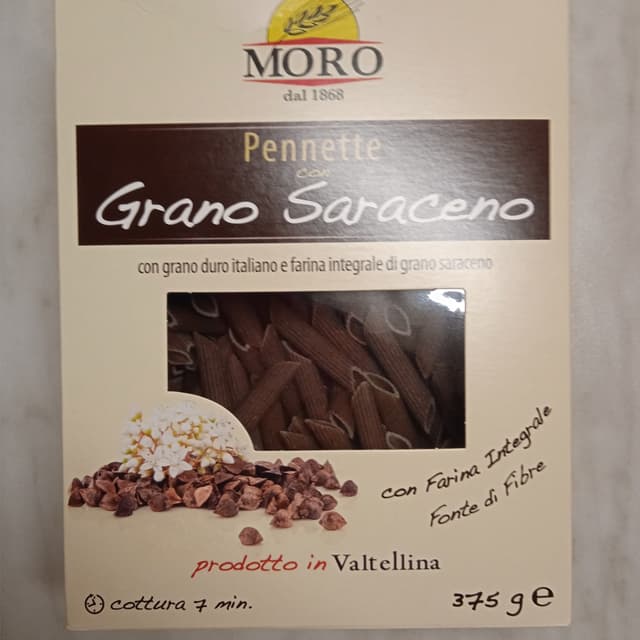 MORO
dal 1868
Pennette
con
Grano Saraceno
con grano duro italiano e farina integrale di grano saraceno
con Farina Integrale
Fonte di Fibre
prodotto in Valtellina
cottura 7 min.
375 g e